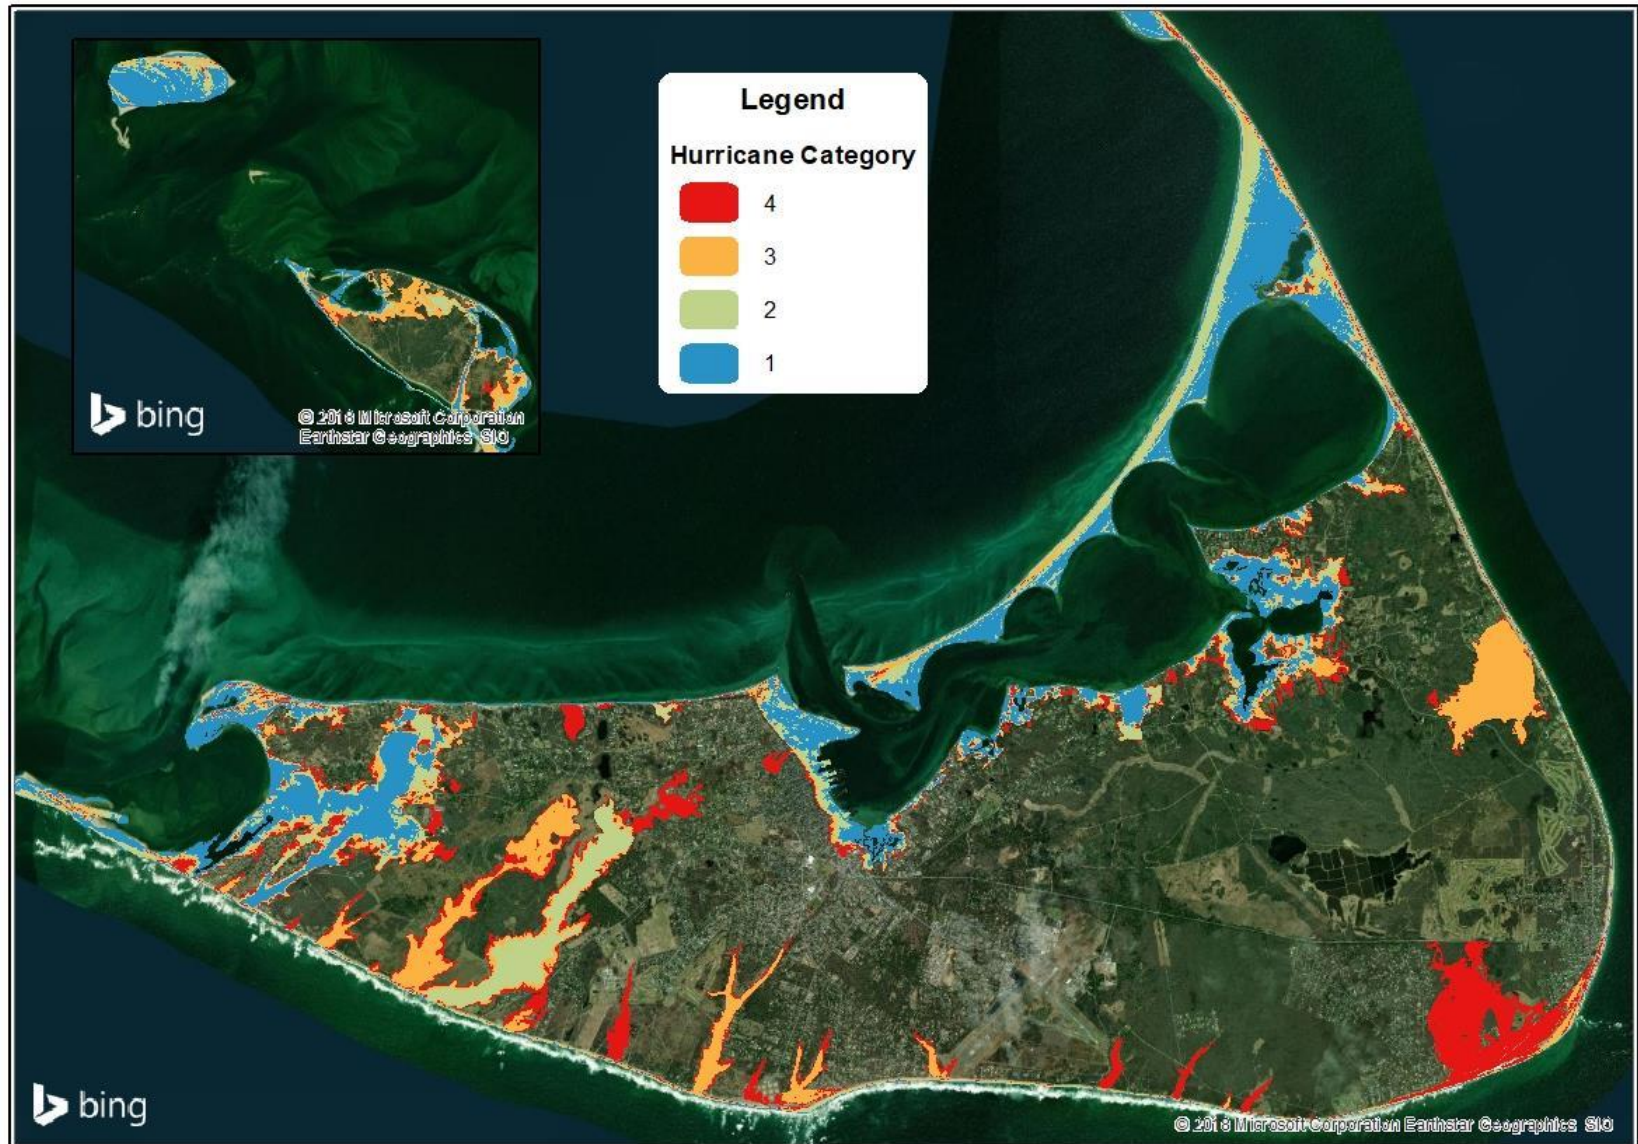 Legend
Hurricane Category
4
3
2
1
bing
© 2018 Microsoft Corporation
Earthstar Geographics SIO
bing
© 2018 Microsoft Corporation Earthstar Geographics SIO